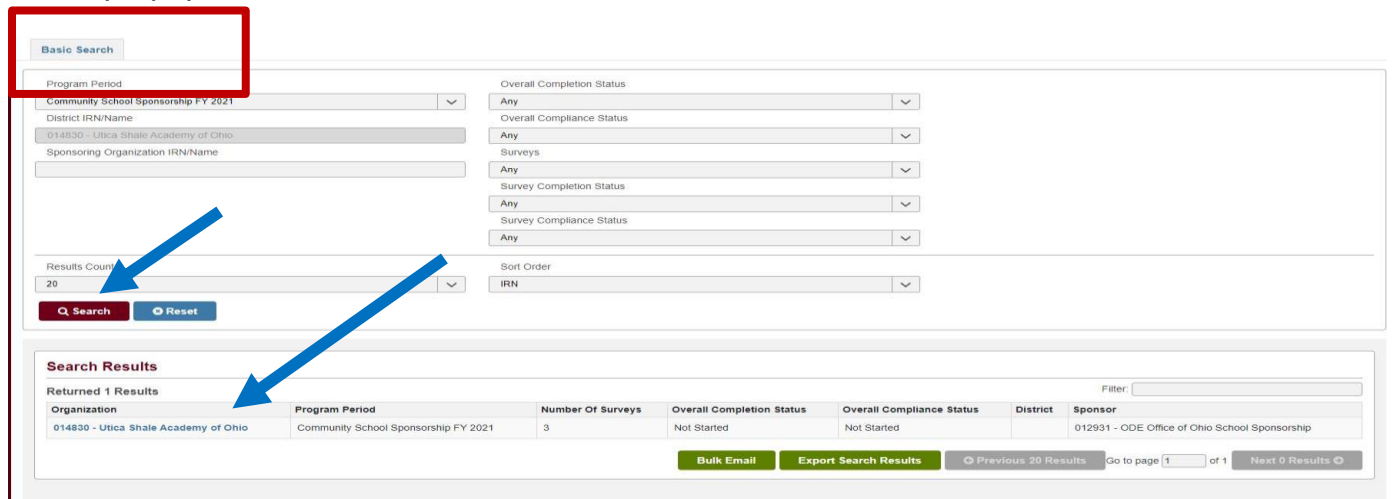 Basic Search
Program Period
Overall Completion Status
Community School Sponsorship FY 2021
Any
District IRN/Name
Overall Compliance Status
014830 - Utica Shale Academy of Ohio
Any
Sponsoring Organization IRN/Name
Surveys
Any
Survey Completion Status
Any
Survey Compliance Status
Any
Results Count
Sort Order
20
IRN
Search Reset
Search Results
Returned 1 Results
Filter:
Organization Program Period Number Of Surveys Overall Completion Status Overall Compliance Status District Sponsor
014830 - Utica Shale Academy of Ohio Community School Sponsorship FY 2021 3 Not Started Not Started 012931 - ODE Office of Ohio School Sponsorship
Bulk Email Export Search Results Previous 20 Results Go to page 1 of 1 Next 0 Results